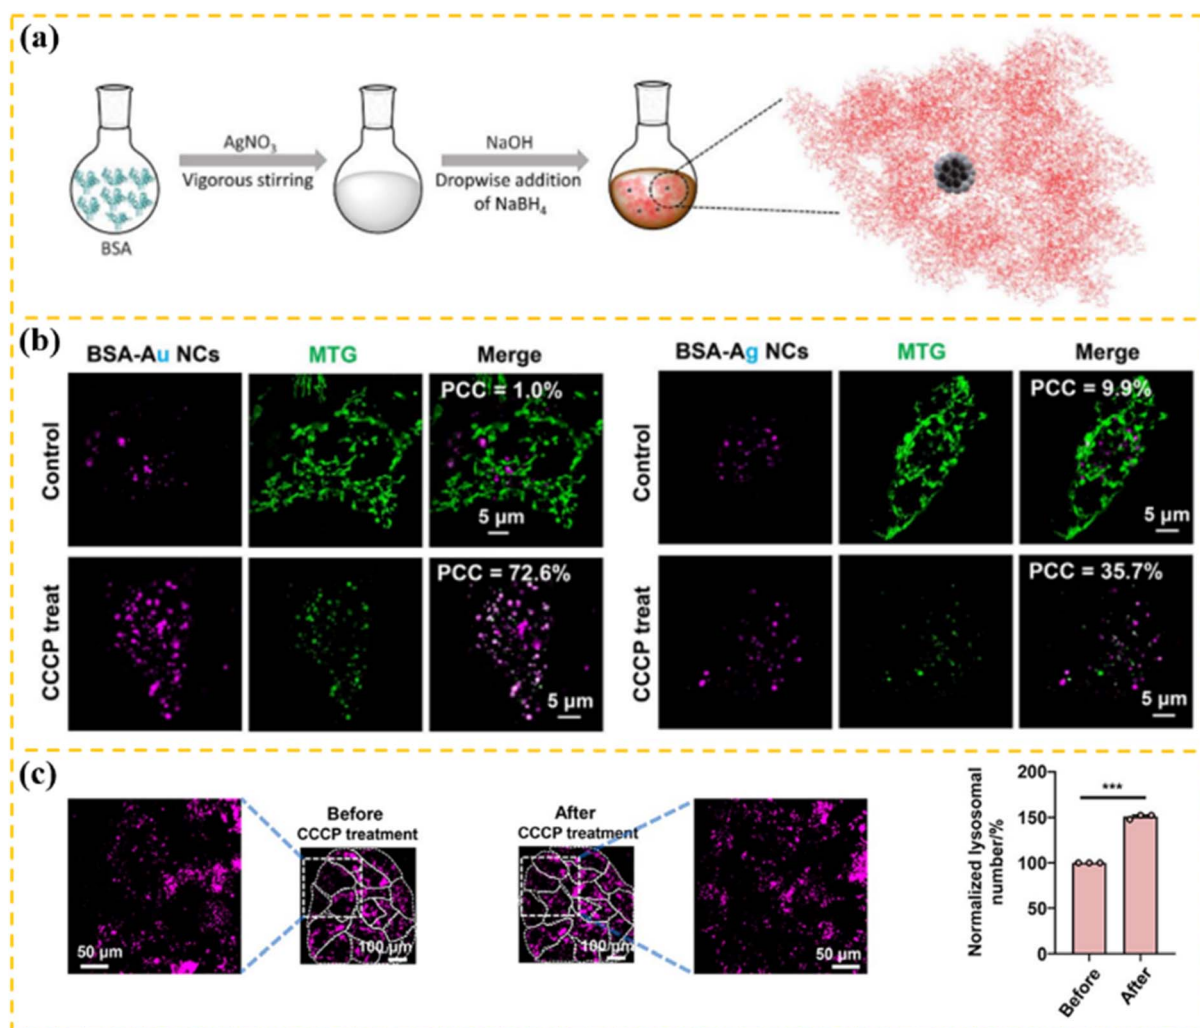 (a)
AgNO3
Vigorous stirring
NaOH
Dropwise addition
of NaBH4
BSA
(b)
BSA-Au NCs MTG Merge
BSA-Ag NCs MTG Merge
Control
PCC = 1.0%
5 µm
Control
PCC = 9.9%
5 µm
CCCP treat
PCC = 72.6%
5 µm
CCCP treat
PCC = 35.7%
5 µm
(c)
50 µm
Before
CCCP treatment
100 µm
After
CCCP treatment
100 µm
50 µm
Normalized lysosomal
number/%
200
150
100
50
0
***
Before
After